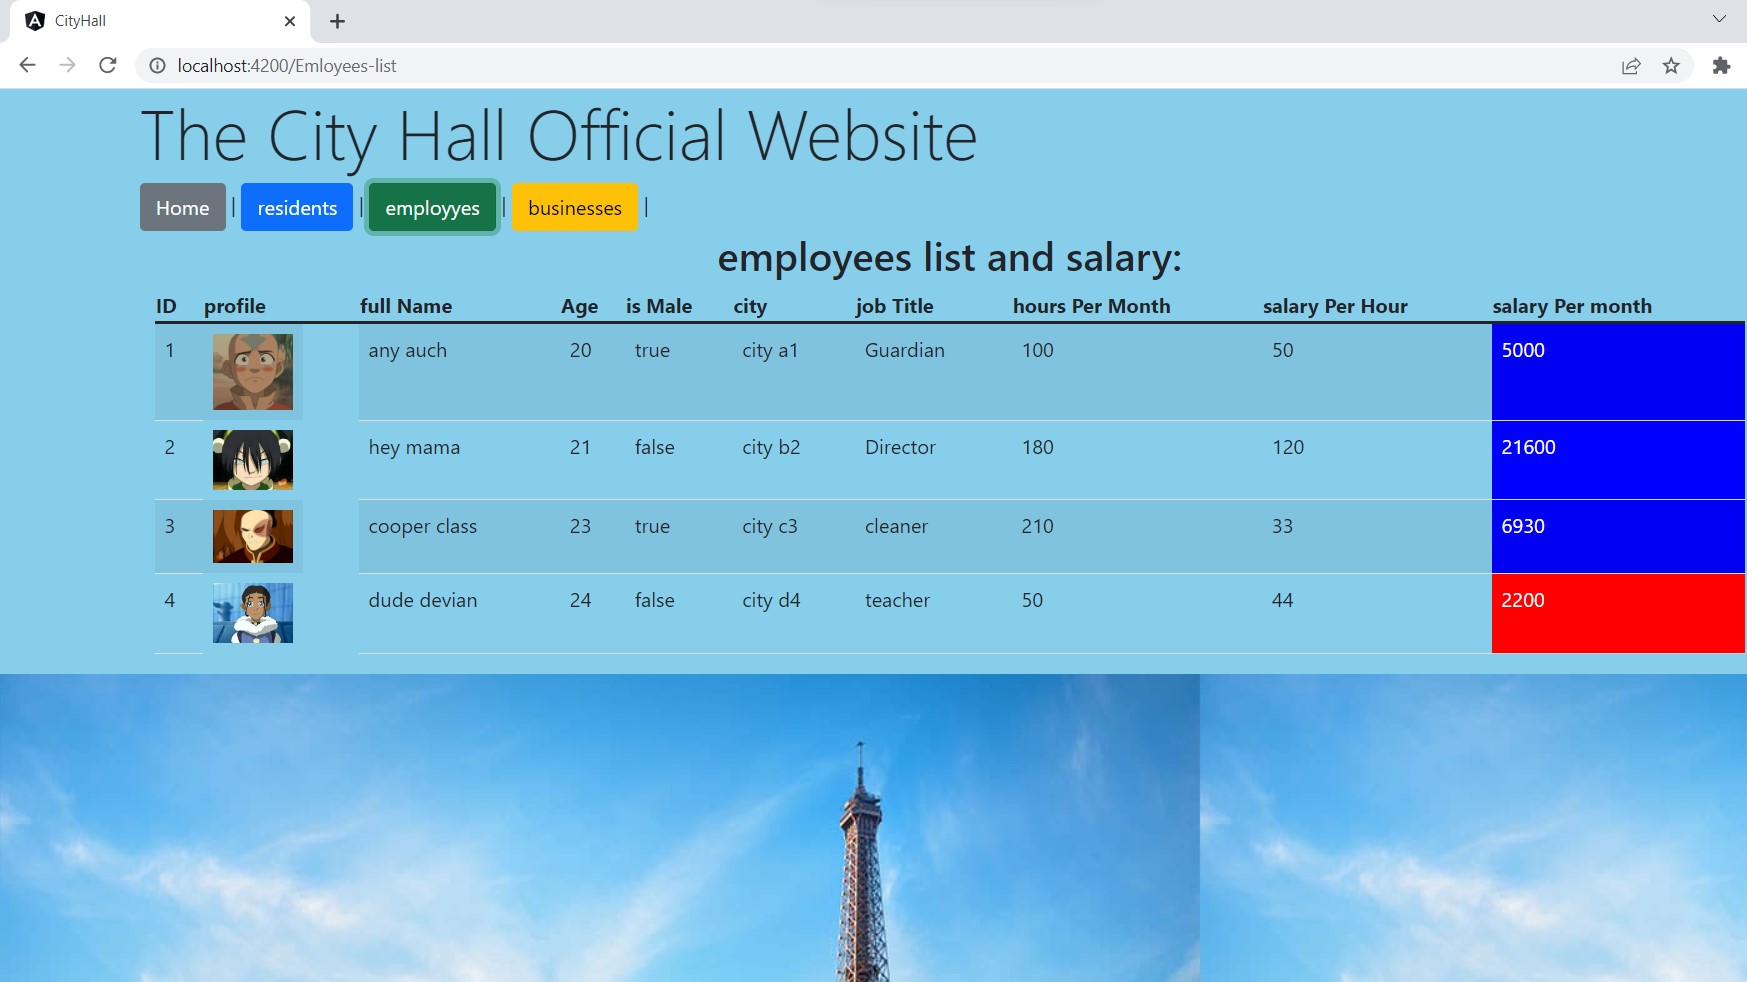 CityHall
localhost:4200/Emloyees-list
The City Hall Official Website
Home | residents | employyes | businesses |
employees list and salary:
ID profile full Name Age is Male city job Title hours Per Month salary Per Hour salary Per month
1 any auch 20 true city a1 Guardian 100 50 5000
2 hey mama 21 false city b2 Director 180 120 21600
3 cooper class 23 true city c3 cleaner 210 33 6930
4 dude devian 24 false city d4 teacher 50 44 2200